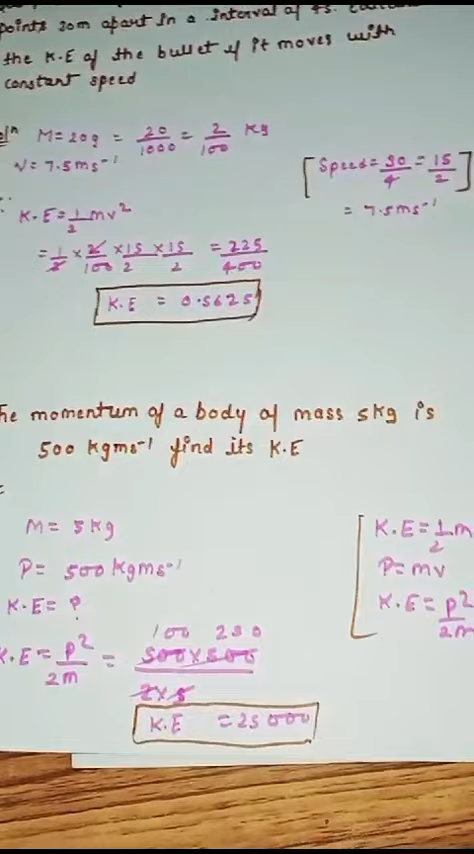 points 30m apart in a interval of 4s.
the K.E of the bullet if it moves with
constant speed
M = 20g = 20/1000 = 2/100 Kg
V = 7.5ms⁻¹
[Speed = 30/4 = 15/2]
= 7.5ms⁻¹
K.E = 1/2 mv²
= 1/2 × 2/100 × 15/2 × 15/2 = 225/400
K.E = 0.5625
The momentum of a body of mass 5kg is
500 kgms⁻¹ find its K.E
M = 5kg
P = 500 kgms⁻¹
K.E = ?
K.E = p²/2m = 500×500/2×5
100 250
K.E = 25000
K.E = 1/2 m
P = mv
K.E = p²/2m